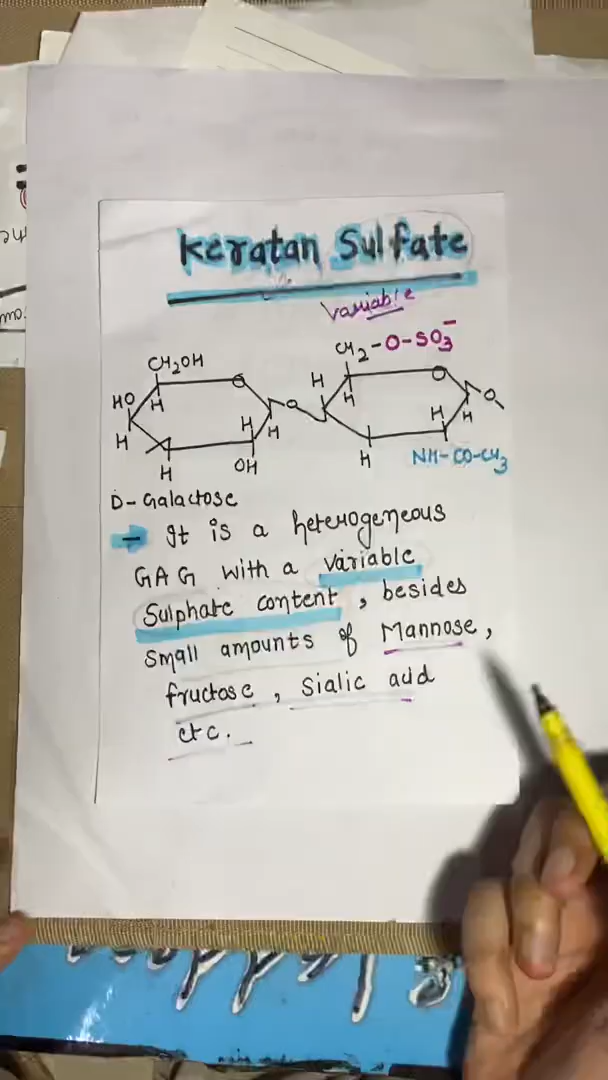 Keratan Sulfate
Variable
CH2OH
CH2-O-SO3-
HO H H O H O O
H H H H H
H OH H NH-CO-CH3
D-Galactose
→ It is a heterogeneous
GAG with a variable
Sulphate content, besides
small amounts of Mannose,
fructose, Sialic acid
etc.